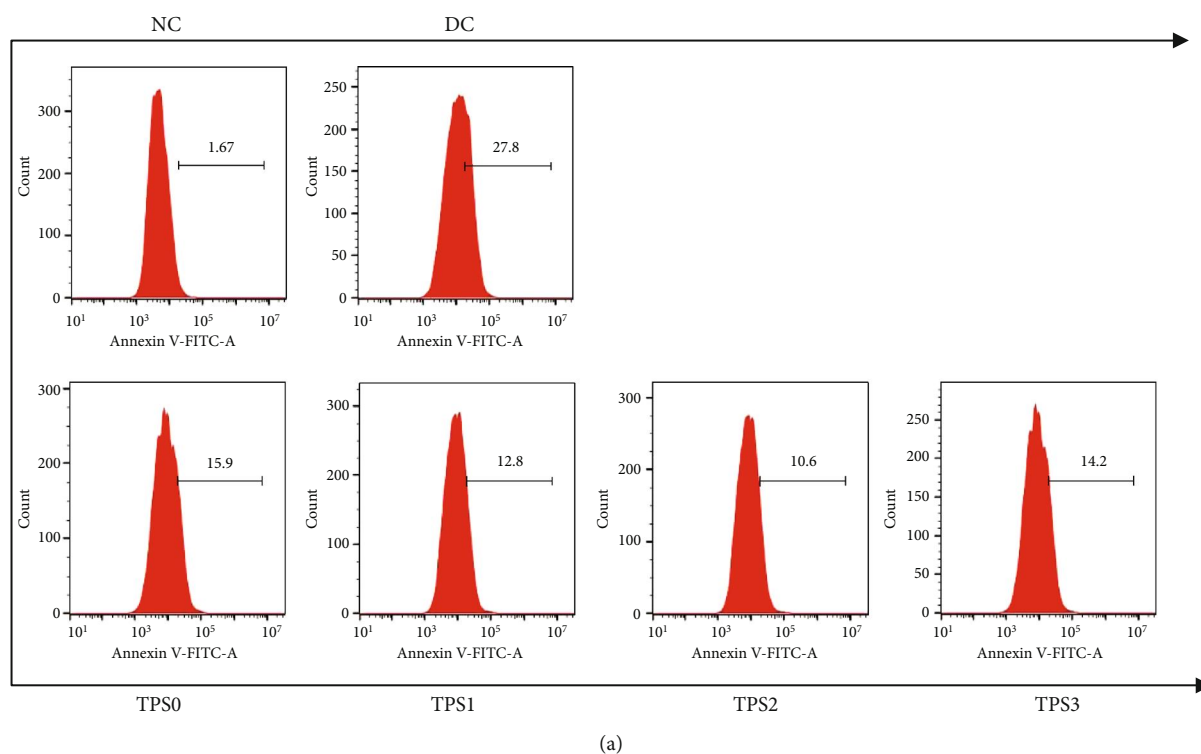 NC DC
300
200
100
0
Count
1.67
10¹ 10³ 10⁵ 10⁷
Annexin V-FITC-A
250
200
150
100
50
0
Count
27.8
10¹ 10³ 10⁵ 10⁷
Annexin V-FITC-A
300
200
100
0
Count
15.9
10¹ 10³ 10⁵ 10⁷
Annexin V-FITC-A
300
200
100
0
Count
12.8
10¹ 10³ 10⁵ 10⁷
Annexin V-FITC-A
300
200
100
0
Count
10.6
10¹ 10³ 10⁵ 10⁷
Annexin V-FITC-A
250
200
150
100
50
0
Count
14.2
10¹ 10³ 10⁵ 10⁷
Annexin V-FITC-A
TPS0 TPS1 TPS2 TPS3
(a)